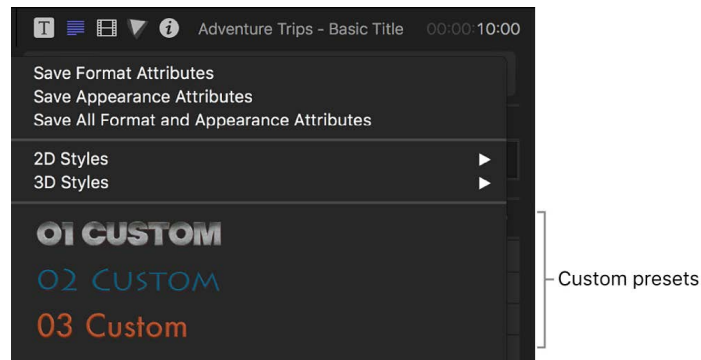 T i Adventure Trips - Basic Title 00:00:10:00
Save Format Attributes
Save Appearance Attributes
Save All Format and Appearance Attributes
2D Styles
3D Styles
01 CUSTOM
02 CUSTOM
03 Custom
Custom presets